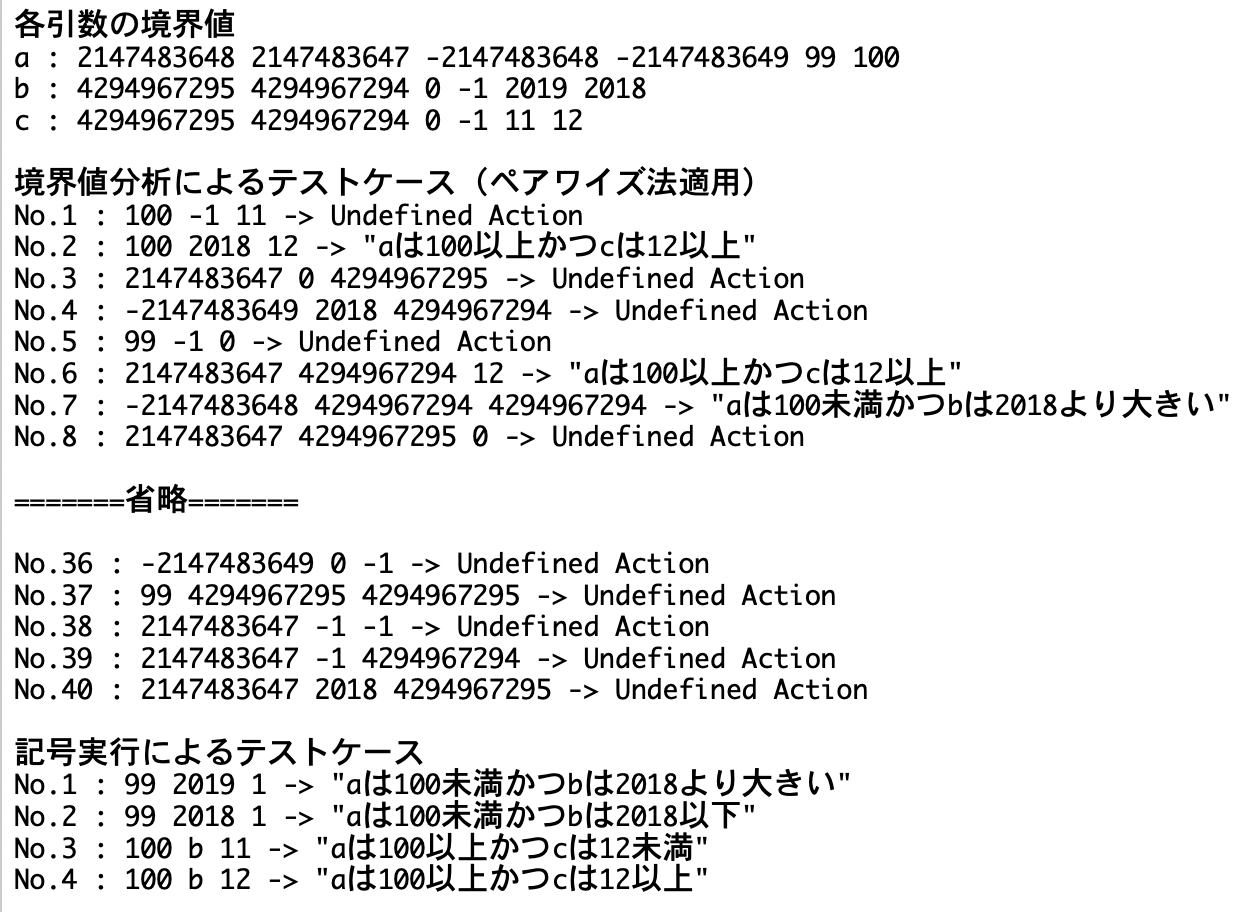 各引数の境界値
a : 2147483648 2147483647 -2147483648 -2147483649 99 100
b : 4294967295 4294967294 0 -1 2019 2018
c : 4294967295 4294967294 0 -1 11 12
境界値分析によるテストケース（ペアワイズ法適用）
No.1 : 100 -1 11 -> Undefined Action
No.2 : 100 2018 12 -> "aは100以上かつcは12以上"
No.3 : 2147483647 0 4294967295 -> Undefined Action
No.4 : -2147483649 2018 4294967294 -> Undefined Action
No.5 : 99 -1 0 -> Undefined Action
No.6 : 2147483647 4294967294 12 -> "aは100以上かつcは12以上"
No.7 : -2147483648 4294967294 4294967294 -> "aは100未満かつbは2018より大きい"
No.8 : 2147483647 4294967295 0 -> Undefined Action
=======省略=======
No.36 : -2147483649 0 -1 -> Undefined Action
No.37 : 99 4294967295 4294967295 -> Undefined Action
No.38 : 2147483647 -1 -1 -> Undefined Action
No.39 : 2147483647 -1 4294967294 -> Undefined Action
No.40 : 2147483647 2018 4294967295 -> Undefined Action
記号実行によるテストケース
No.1 : 99 2019 1 -> "aは100未満かつbは2018より大きい"
No.2 : 99 2018 1 -> "aは100未満かつbは2018以下"
No.3 : 100 b 11 -> "aは100以上かつcは12未満"
No.4 : 100 b 12 -> "aは100以上かつcは12以上"